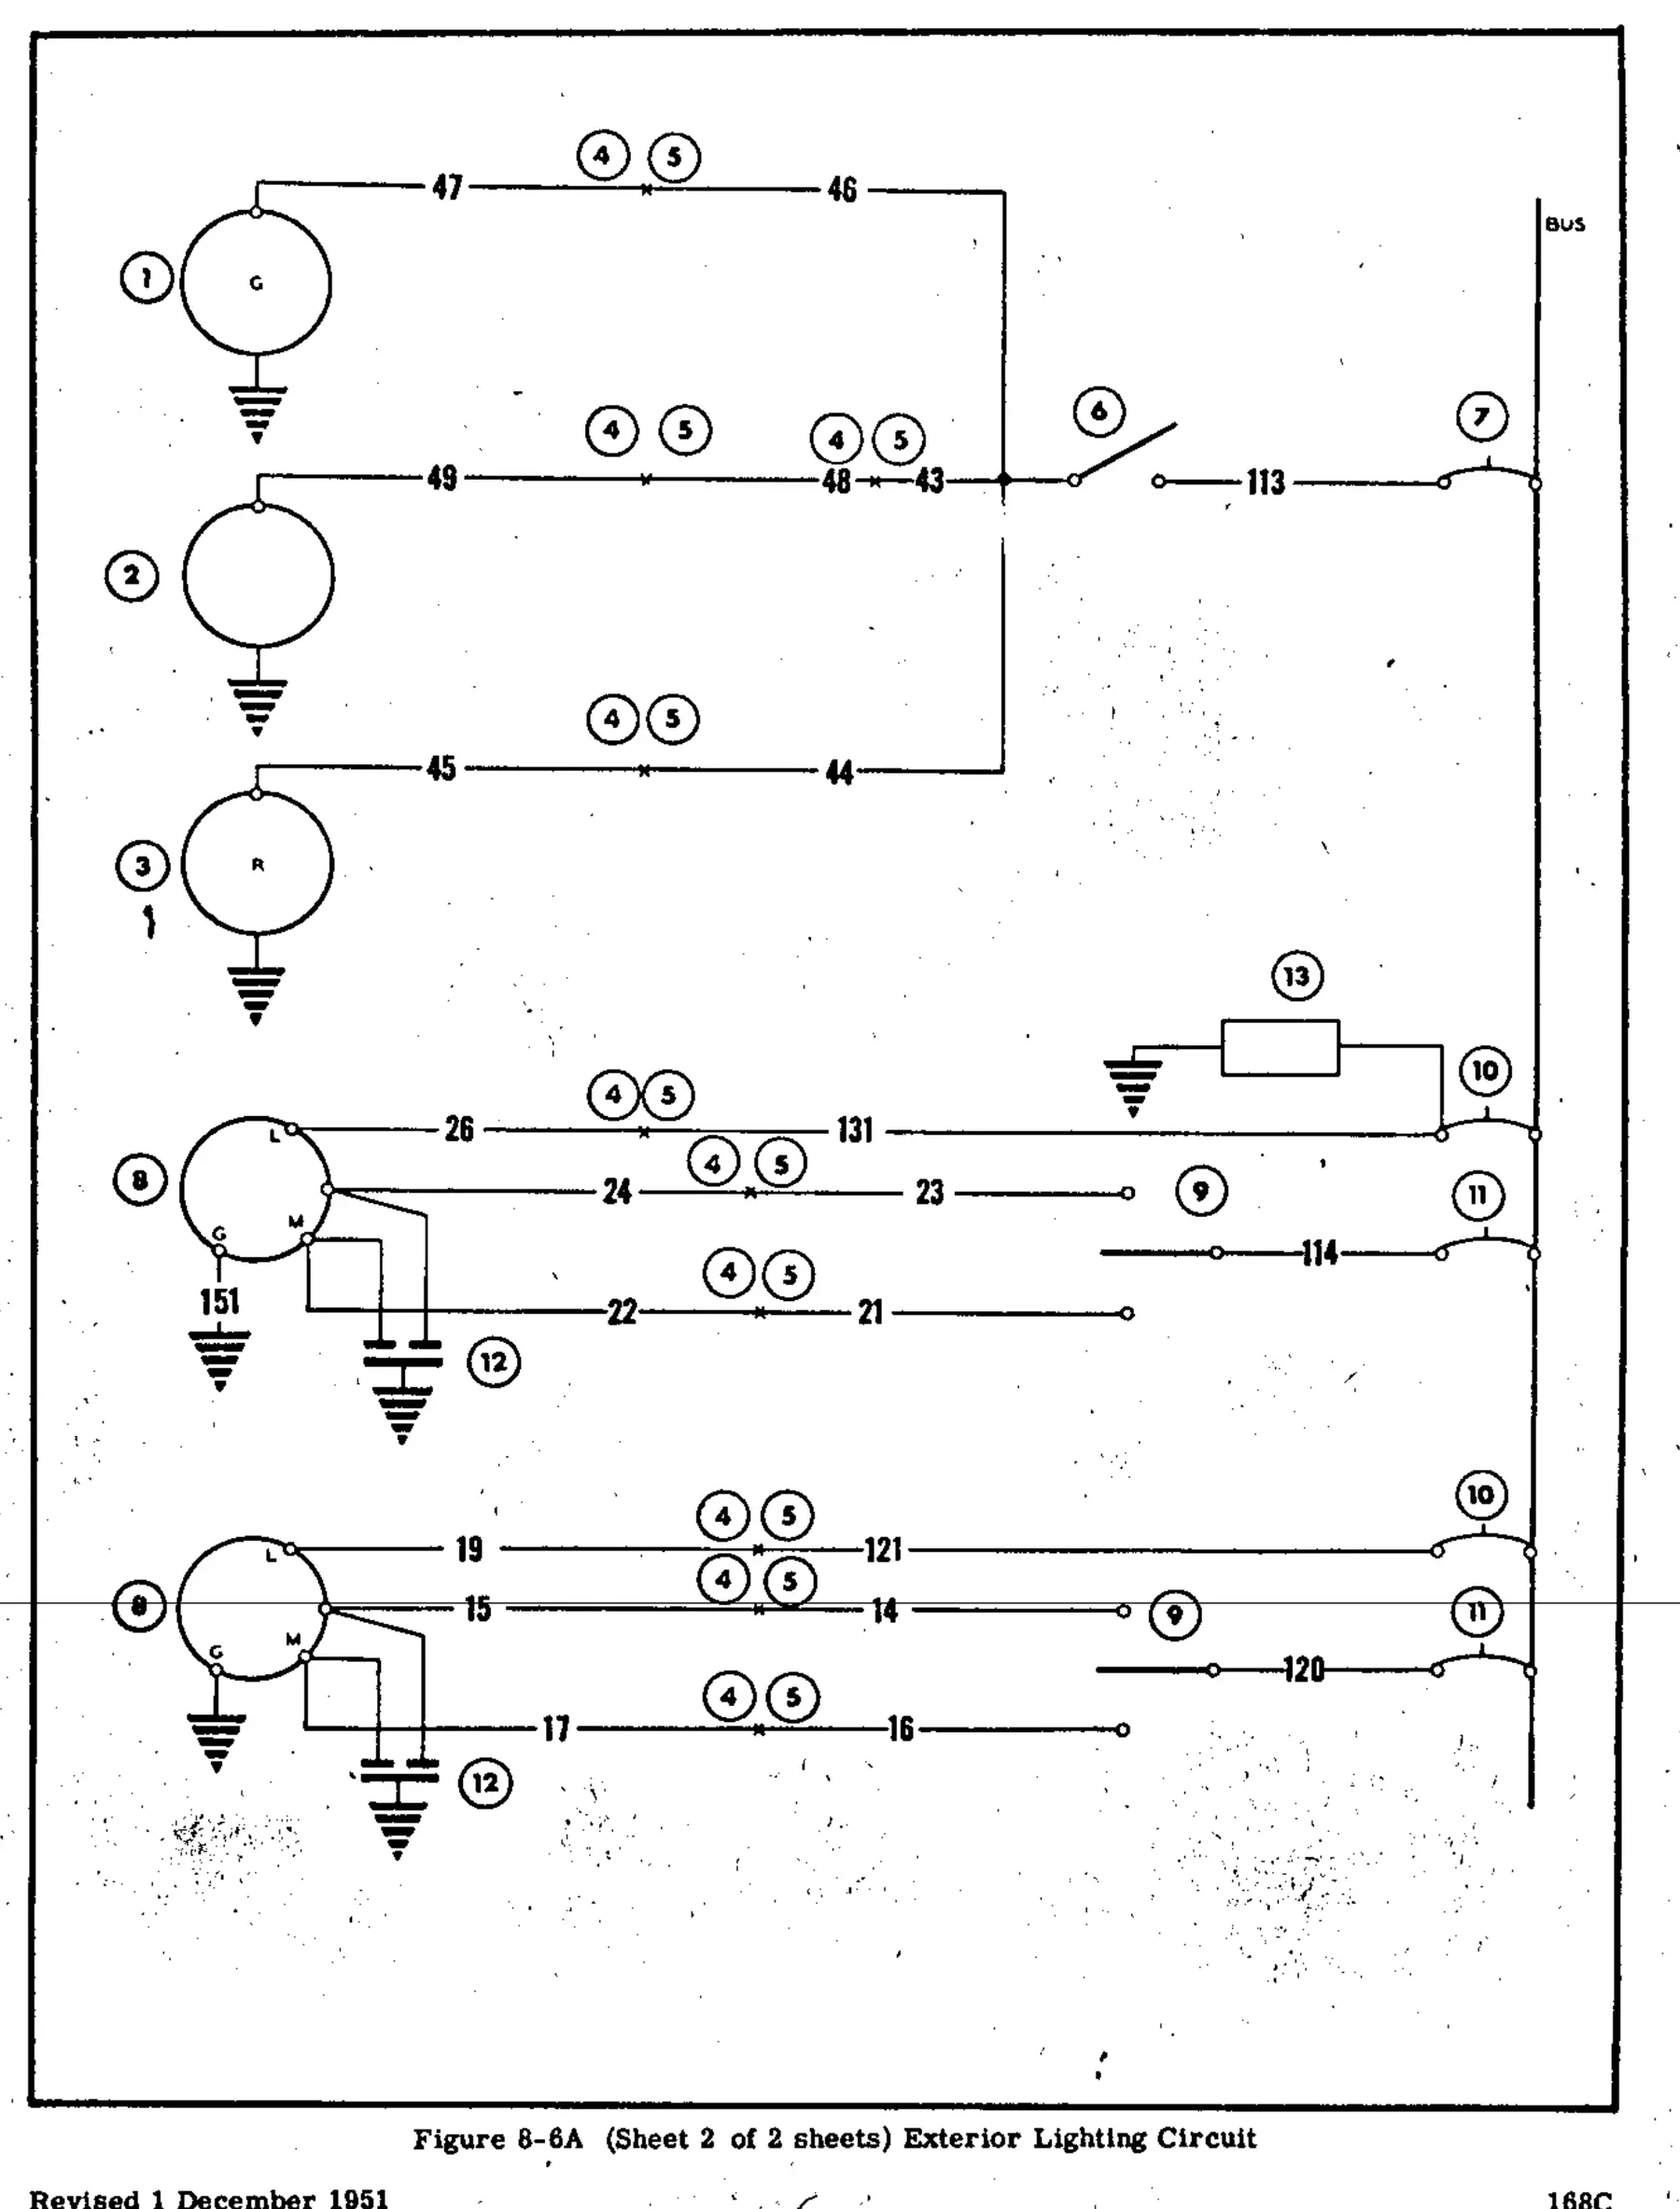 4 5
47 46
BUS
1 G
6
7
4 5 4 5
49 48 43 113
2
4 5
45 44
3 R
13
10
4 5
L 26 131
4 5
8 24 23 9 11
M
G 114
4 5
151
22 21
12
10
4 5
L 19 121
4 5
8 15 14 9 11
M
G 120
4 5
17 16
12
Figure 8-6A (Sheet 2 of 2 sheets) Exterior Lighting Circuit
Revised 1 December 1951 168C